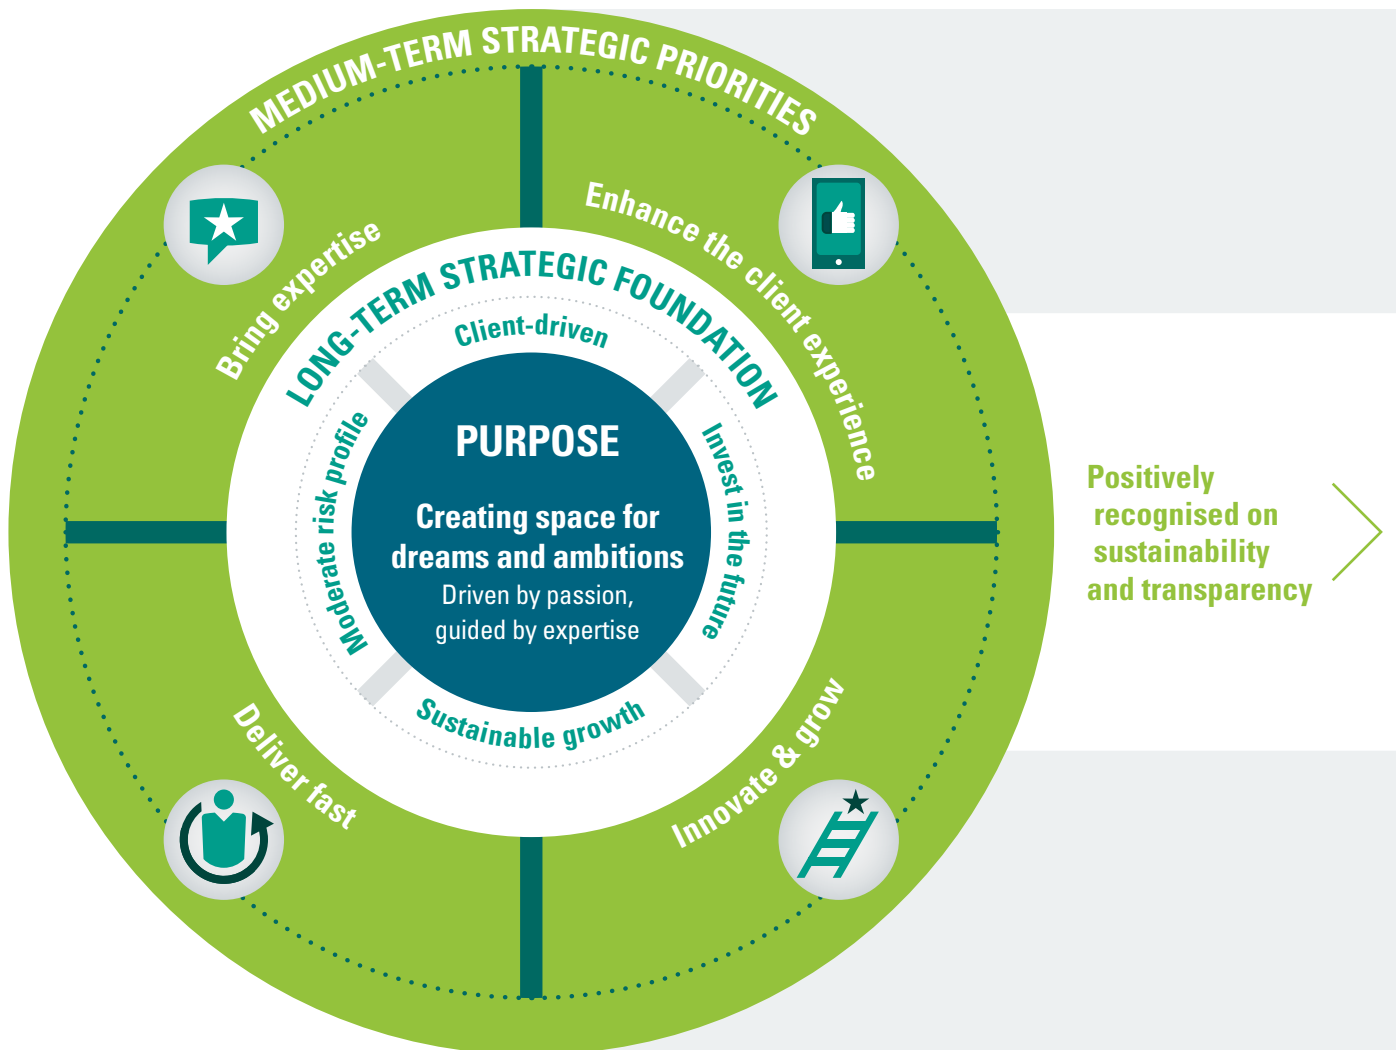 MEDIUM-TERM STRATEGIC PRIORITIES
Bring expertise
Enhance the client experience
LONG-TERM STRATEGIC FOUNDATION
Client-driven
Moderate risk profile
Invest in the future
PURPOSE
Creating space for
dreams and ambitions
Driven by passion,
guided by expertise
Sustainable growth
Deliver fast
Innovate & grow
Positively
recognised on
sustainability
and transparency